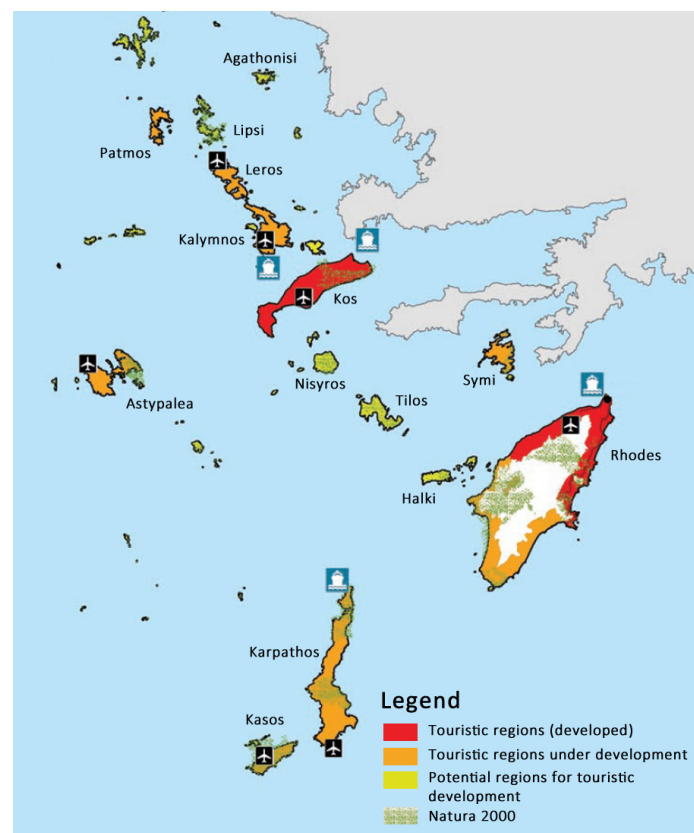 Agathonisi
Lipsi
Patmos
Leros
Kalymnos
Kos
Nisyros
Symi
Tilos
Astypalea
Rhodes
Halki
Karpathos
Kasos
Legend
Touristic regions (developed)
Touristic regions under development
Potential regions for touristic
development
Natura 2000